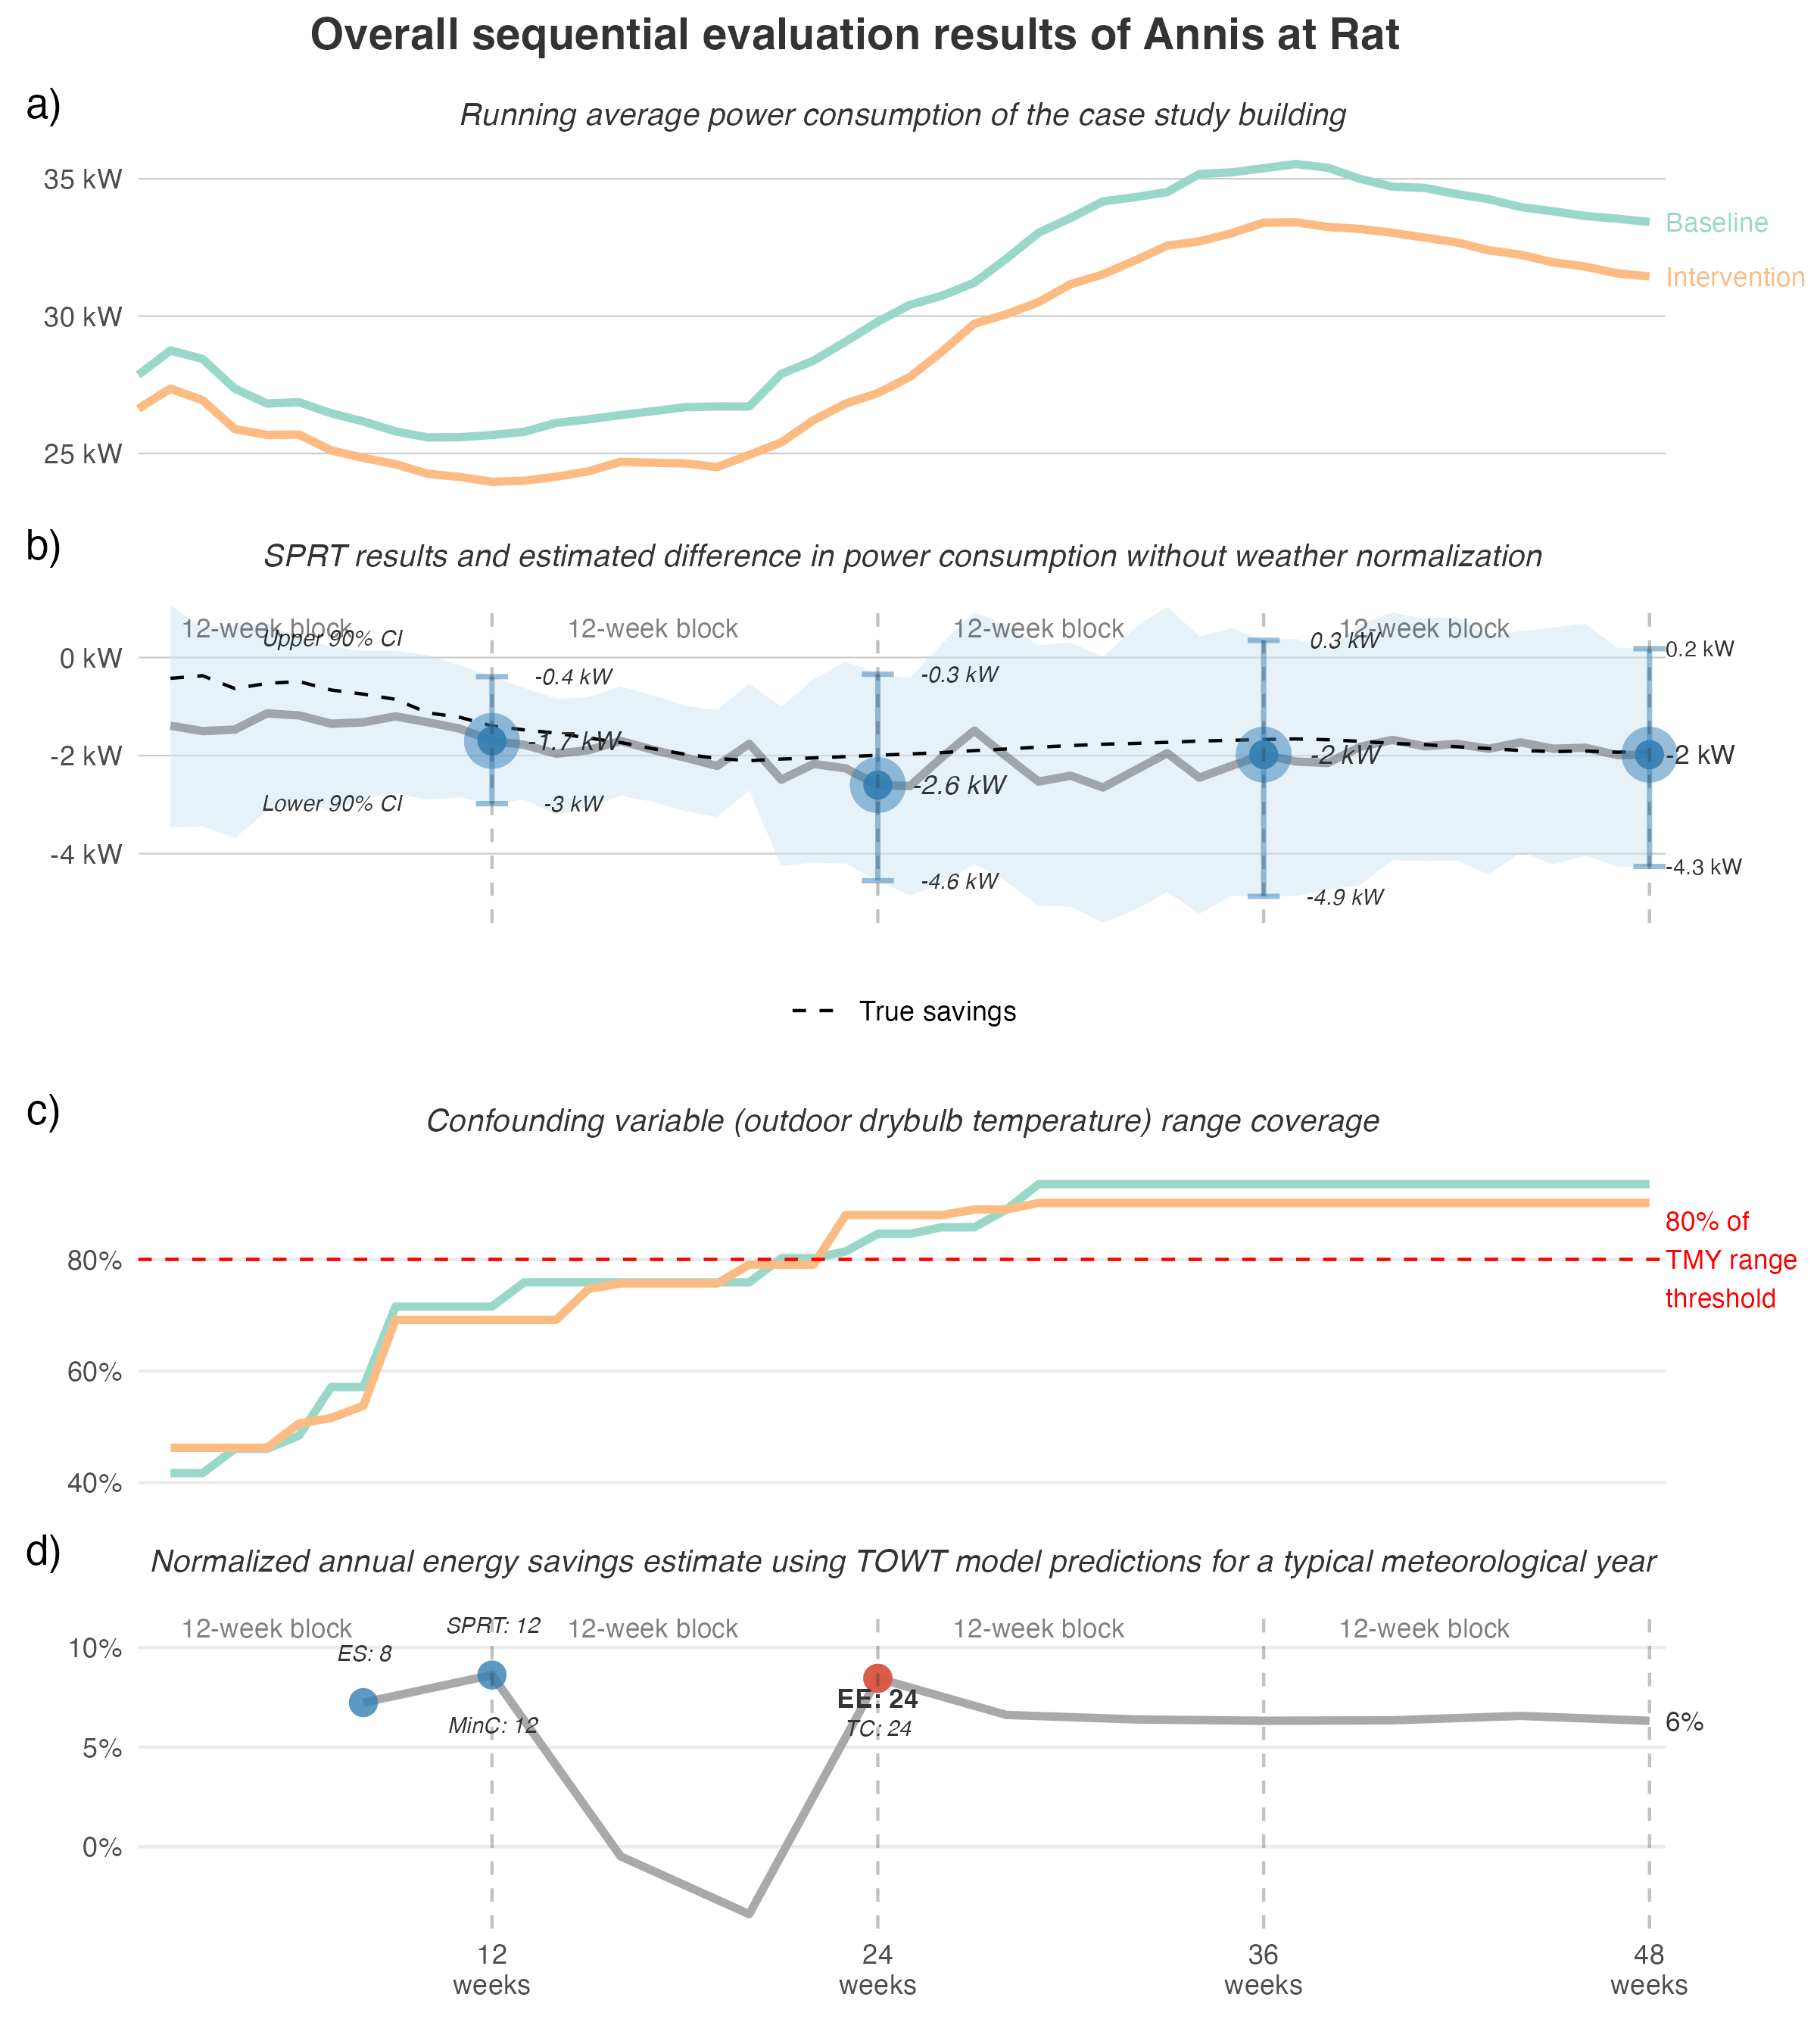 Overall sequential evaluation results of Annis at Rat
a)
Running average power consumption of the case study building
35 kW
30 kW
25 kW
Baseline
Intervention
b)
SPRT results and estimated difference in power consumption without weather normalization
12-week block
12-week block
12-week block
12-week block
Upper 90% CI
Lower 90% CI
0 kW
-2 kW
-4 kW
-0.4 kW
-1.7 kW
-3 kW
-0.3 kW
-2.6 kW
-4.6 kW
0.3 kW
-2 kW
-4.9 kW
0.2 kW
-2 kW
-4.3 kW
True savings
c)
Confounding variable (outdoor drybulb temperature) range coverage
80%
60%
40%
80% of
TMY range
threshold
d)
Normalized annual energy savings estimate using TOWT model predictions for a typical meteorological year
12-week block
12-week block
12-week block
12-week block
10%
5%
0%
ES: 8
SPRT: 12
MinC: 12
EE: 24
TC: 24
6%
12
weeks
24
weeks
36
weeks
48
weeks